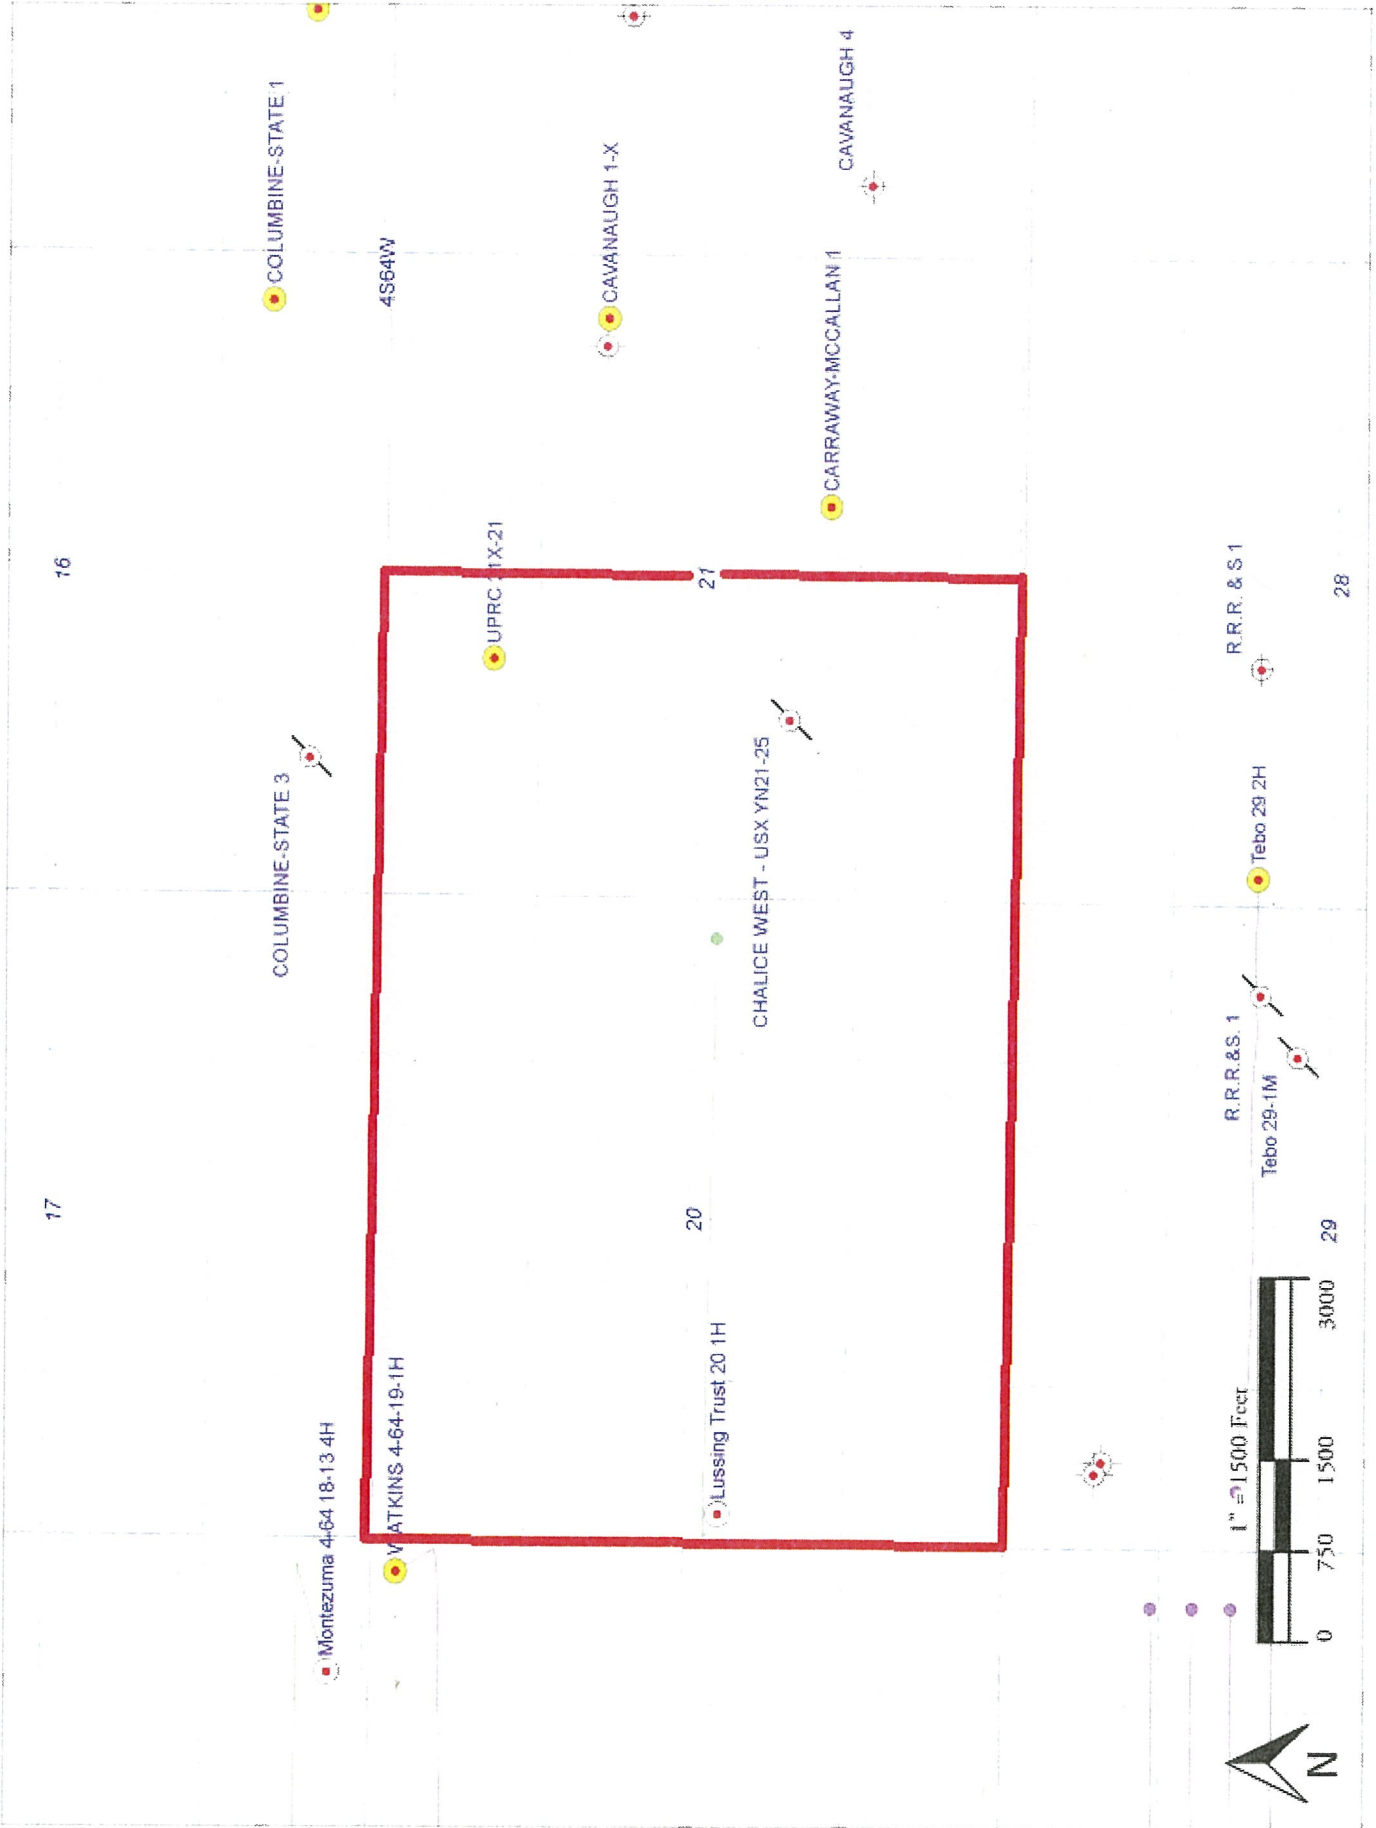 17
16
COLUMBINE-STATE 1
COLUMBINE-STATE 3
Montezuma 4-64 18-13 4H
4S64W
WATKINS 4-64-19-1H
UPRC
CAVANAUGH 1-X
20
21
Lussing Trust 20 1H
CHALICE WEST - USX YN21-25
CARRAWAY-MCCALLAN 1
CAVANAUGH 4
R.R.R.&S. 1
R.R.R. & S 1
1" = 1500 Feet
Tebo 29 2H
Tebo 29-1M
0 750 1500 3000
29
28
N